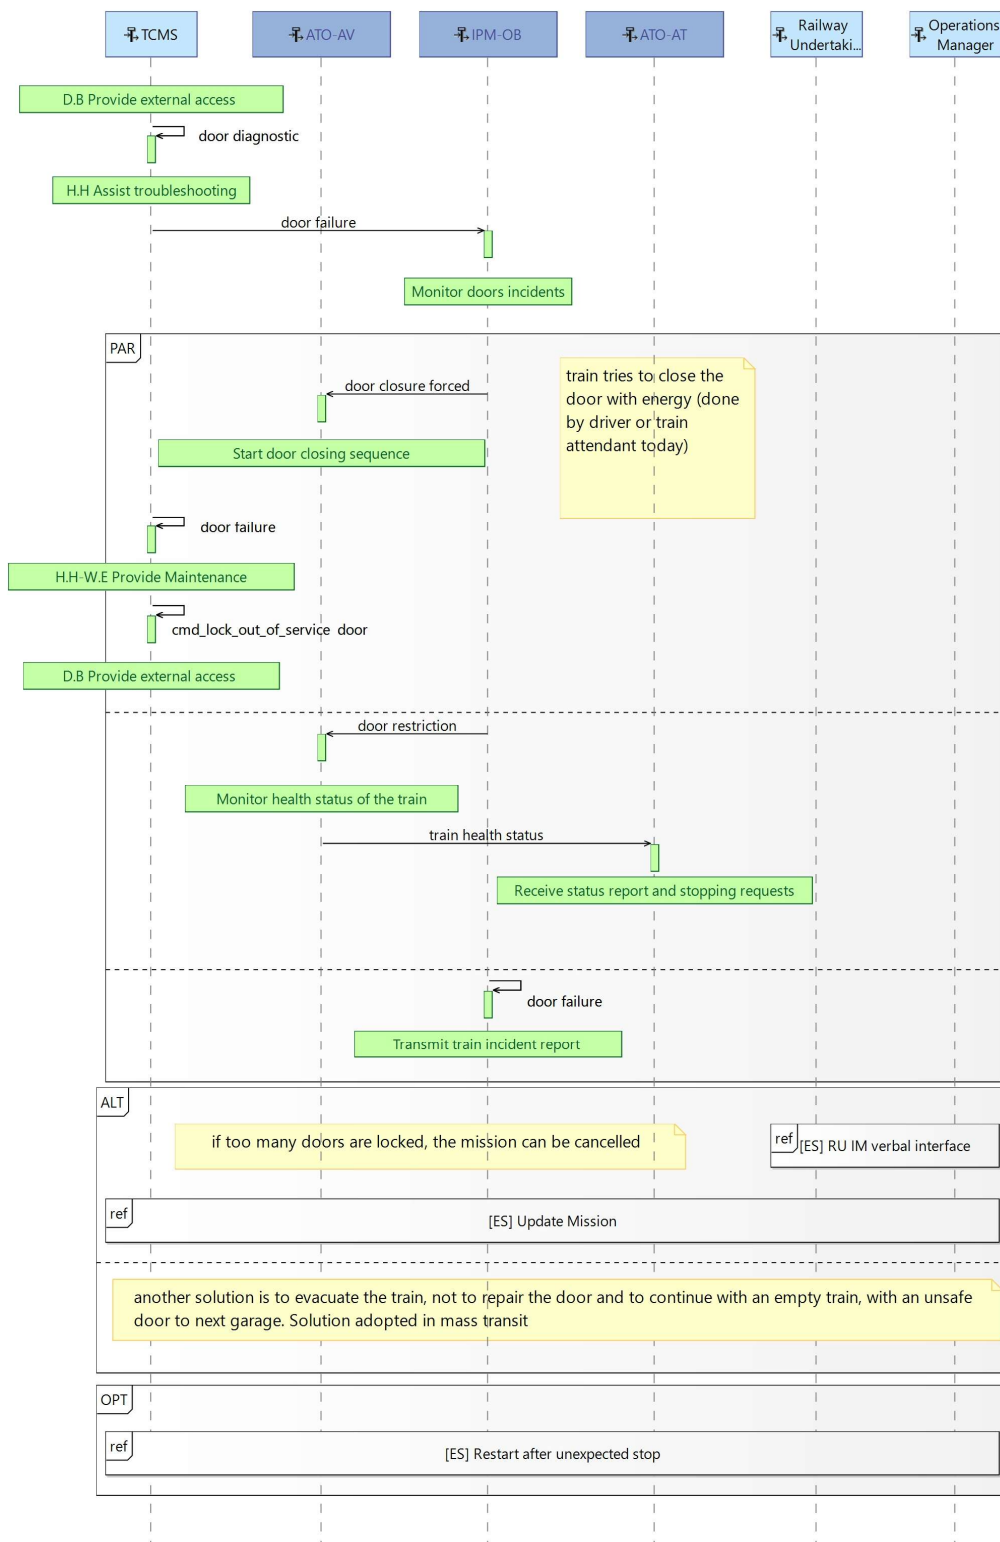 TCMS
ATO-AV
IPM-OB
ATO-AT
Railway
Undertaki...
Operations
Manager
D.B Provide external access
door diagnostic
H.H Assist troubleshooting
door failure
Monitor doors incidents
PAR
train tries to close the
door with energy (done
by driver or train
attendant today)
door closure forced
Start door closing sequence
door failure
H.H-W.E Provide Maintenance
cmd_lock_out_of_service door
D.B Provide external access
door restriction
Monitor health status of the train
train health status
Receive status report and stopping requests
door failure
Transmit train incident report
ALT
if too many doors are locked, the mission can be cancelled
ref
[ES] RU IM verbal interface
ref
[ES] Update Mission
another solution is to evacuate the train, not to repair the door and to continue with an empty train, with an unsafe
door to next garage. Solution adopted in mass transit
OPT
ref
[ES] Restart after unexpected stop